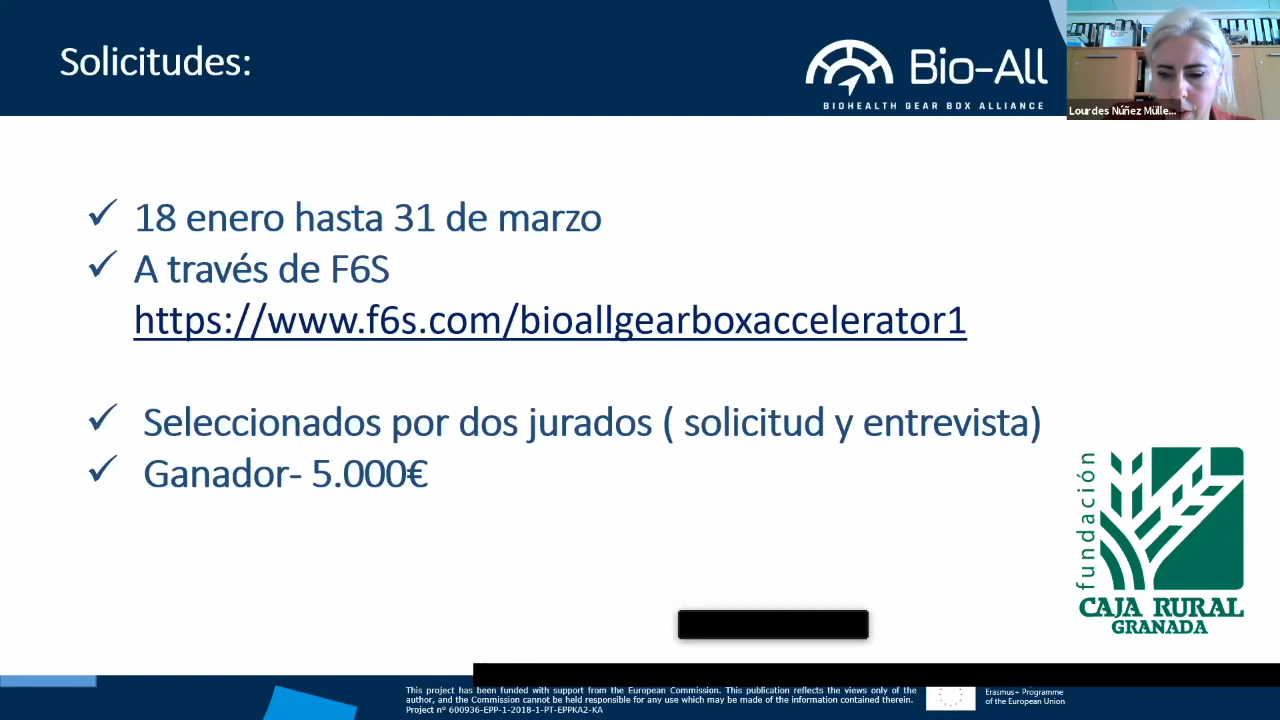 Solicitudes:
Bio-All
BIOHEALTH GEAR BOX ALLIANCE
Lourdes Núñez Mülle...
✓ 18 enero hasta 31 de marzo
✓ A través de F6S
https://www.f6s.com/bioallgearboxaccelerator1
✓ Seleccionados por dos jurados ( solicitud y entrevista)
✓ Ganador- 5.000€
fundación
CAJA RURAL
GRANADA
This project has been funded with support from the European Commission. This publication reflects the views only of the
author, and the Commission cannot be held responsible for any use which may be made of the information contained therein.
Project nº 600936-EPP-1-2018-1-PT-EPPKA2-KA
Erasmus+ Programme
of the European Union